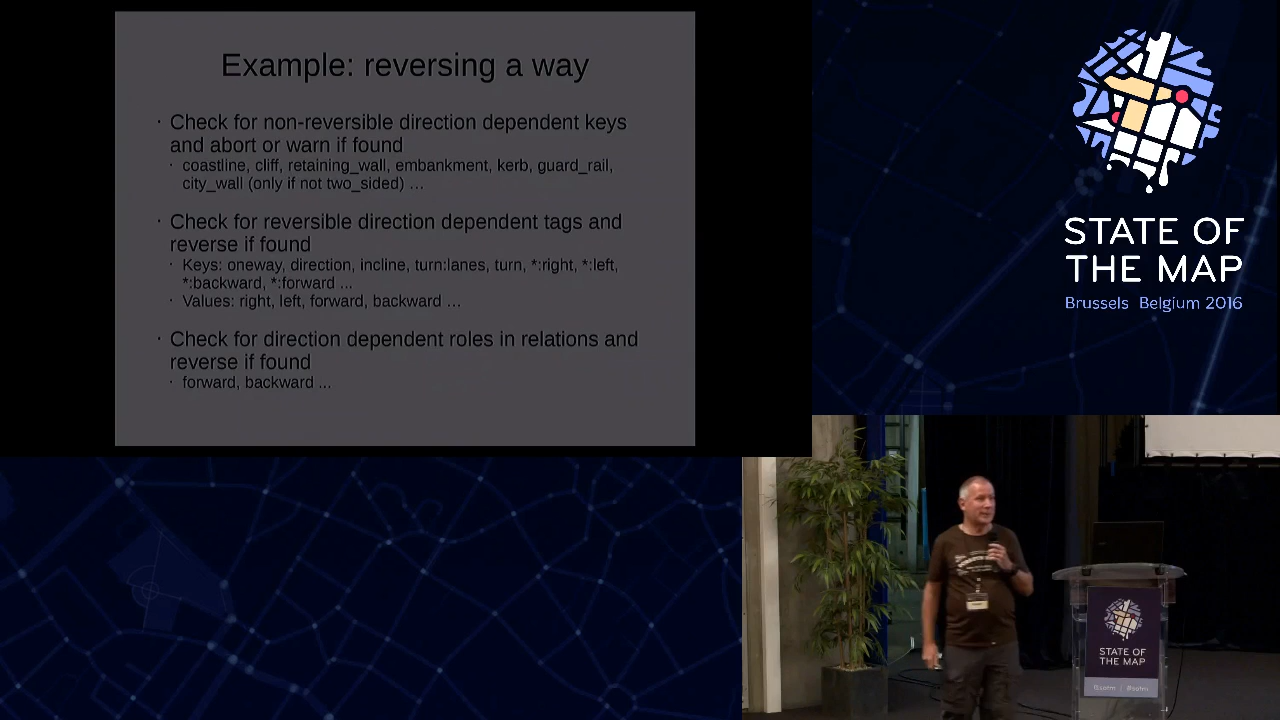 Example: reversing a way
· Check for non-reversible direction dependent keys
and abort or warn if found
· coastline, cliff, retaining_wall, embankment, kerb, guard_rail,
city_wall (only if not two_sided) …
· Check for reversible direction dependent tags and
reverse if found
· Keys: oneway, direction, incline, turn:lanes, turn, *:right, *:left,
*:backward, *:forward ...
· Values: right, left, forward, backward …
· Check for direction dependent roles in relations and
reverse if found
· forward, backward ...
STATE OF
THE MAP
Brussels Belgium 2016
STATE OF
THE MAP